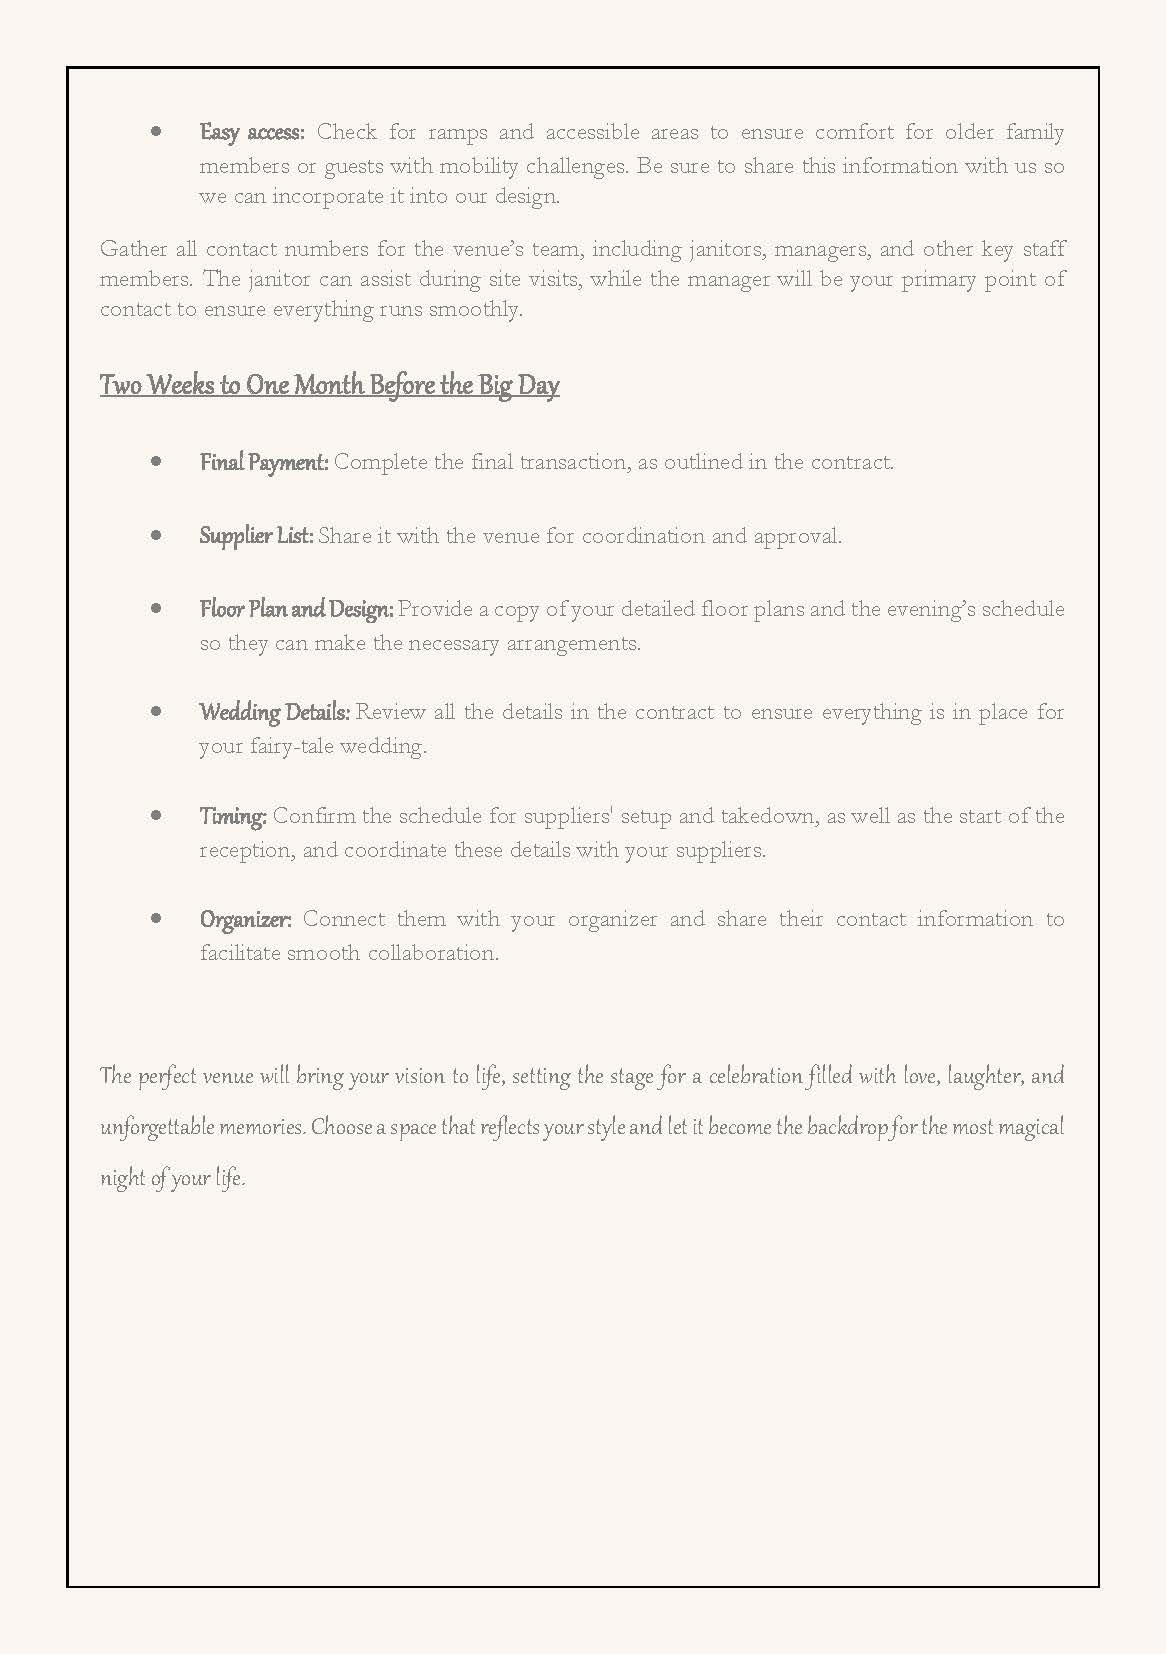 • Easy access: Check for ramps and accessible areas to ensure comfort for older family
members or guests with mobility challenges. Be sure to share this information with us so
we can incorporate it into our design.
Gather all contact numbers for the venue’s team, including janitors, managers, and other key staff
members. The janitor can assist during site visits, while the manager will be your primary point of
contact to ensure everything runs smoothly.
Two Weeks to One Month Before the Big Day
• Final Payment: Complete the final transaction, as outlined in the contract.
• Supplier List: Share it with the venue for coordination and approval.
• Floor Plan and Design: Provide a copy of your detailed floor plans and the evening’s schedule
so they can make the necessary arrangements.
• Wedding Details: Review all the details in the contract to ensure everything is in place for
your fairy-tale wedding.
• Timing: Confirm the schedule for suppliers' setup and takedown, as well as the start of the
reception, and coordinate these details with your suppliers.
• Organizer: Connect them with your organizer and share their contact information to
facilitate smooth collaboration.
The perfect venue will bring your vision to life, setting the stage for a celebration filled with love, laughter, and
unforgettable memories. Choose a space that reflects your style and let it become the backdrop for the most magical
night of your life.